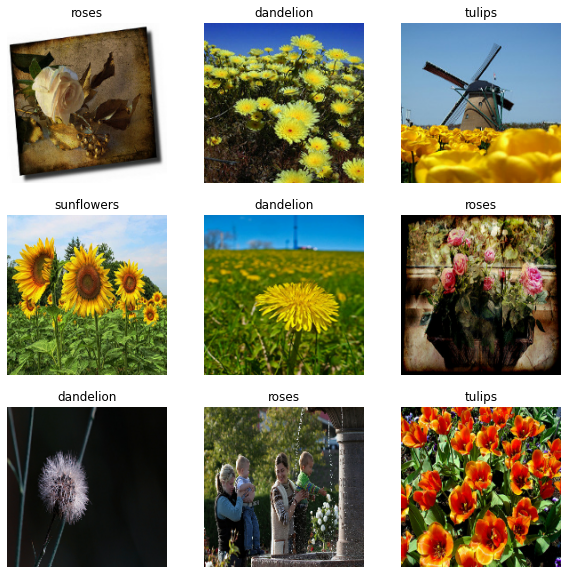 roses
dandelion
tulips
sunflowers
dandelion
roses
dandelion
roses
tulips